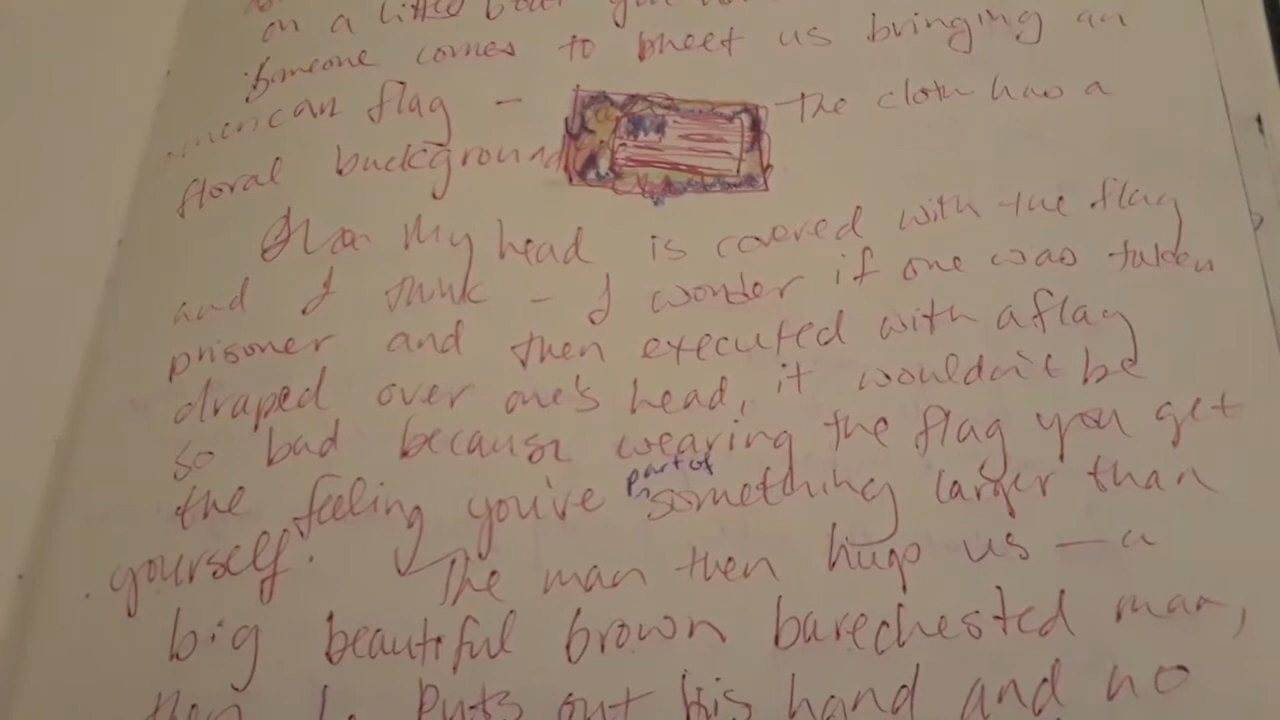 on a little
Someone comes to meet us bringing an
american flag - The cloth has a
floral background
My head is covered with the flag
and I think - I wonder if one was taken
prisoner and then executed with a flag
draped over one's head, it wouldn't be
so bad because wearing the flag you get
the feeling you've part of something larger than
yourself. The man then hugs us - a
big beautiful brown barechested man,
puts out his hand and no